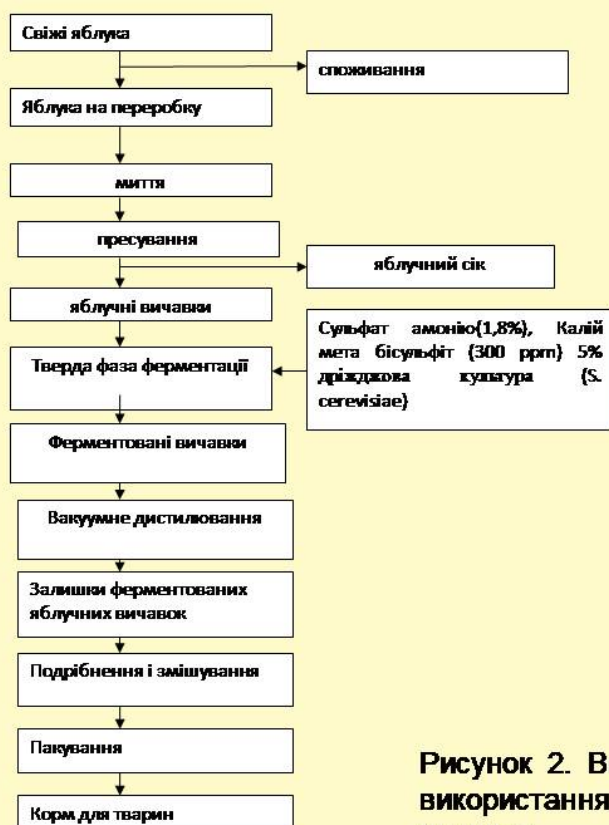 Свіжі яблука
споживання
Яблука на переробку
миття
пресування
яблучний сік
яблучні вичавки
Сульфат амонію{1,8%}, Калій
мета бісульфіт {300 ppm} 5%
дріжджова культура {S.
cerevisiae}
Тверда фаза ферментації
Ферментовані вичавки
Вакуумне дистилювання
Залишки ферментованих
яблучних вичавок
Подрібнення і змішування
Пакування
Корм для тварин
Рисунок 2. В
використання